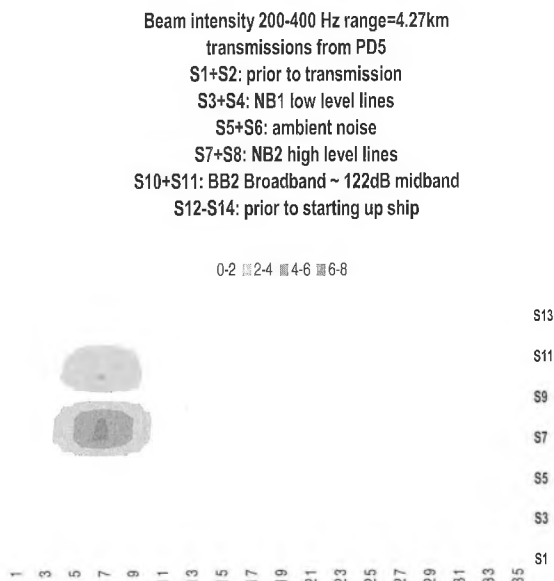 Beam intensity 200-400 Hz range=4.27km
transmissions from PD5
S1+S2: prior to transmission
S3+S4: NB1 low level lines
S5+S6: ambient noise
S7+S8: NB2 high level lines
S10+S11: BB2 Broadband ~ 122dB midband
S12-S14: prior to starting up ship
0-2 2-4 4-6 6-8
S13
S11
S9
S7
S5
S3
S1
1 3 5 7 9 11 13 15 17 19 21 23 25 27 29 31 33 35